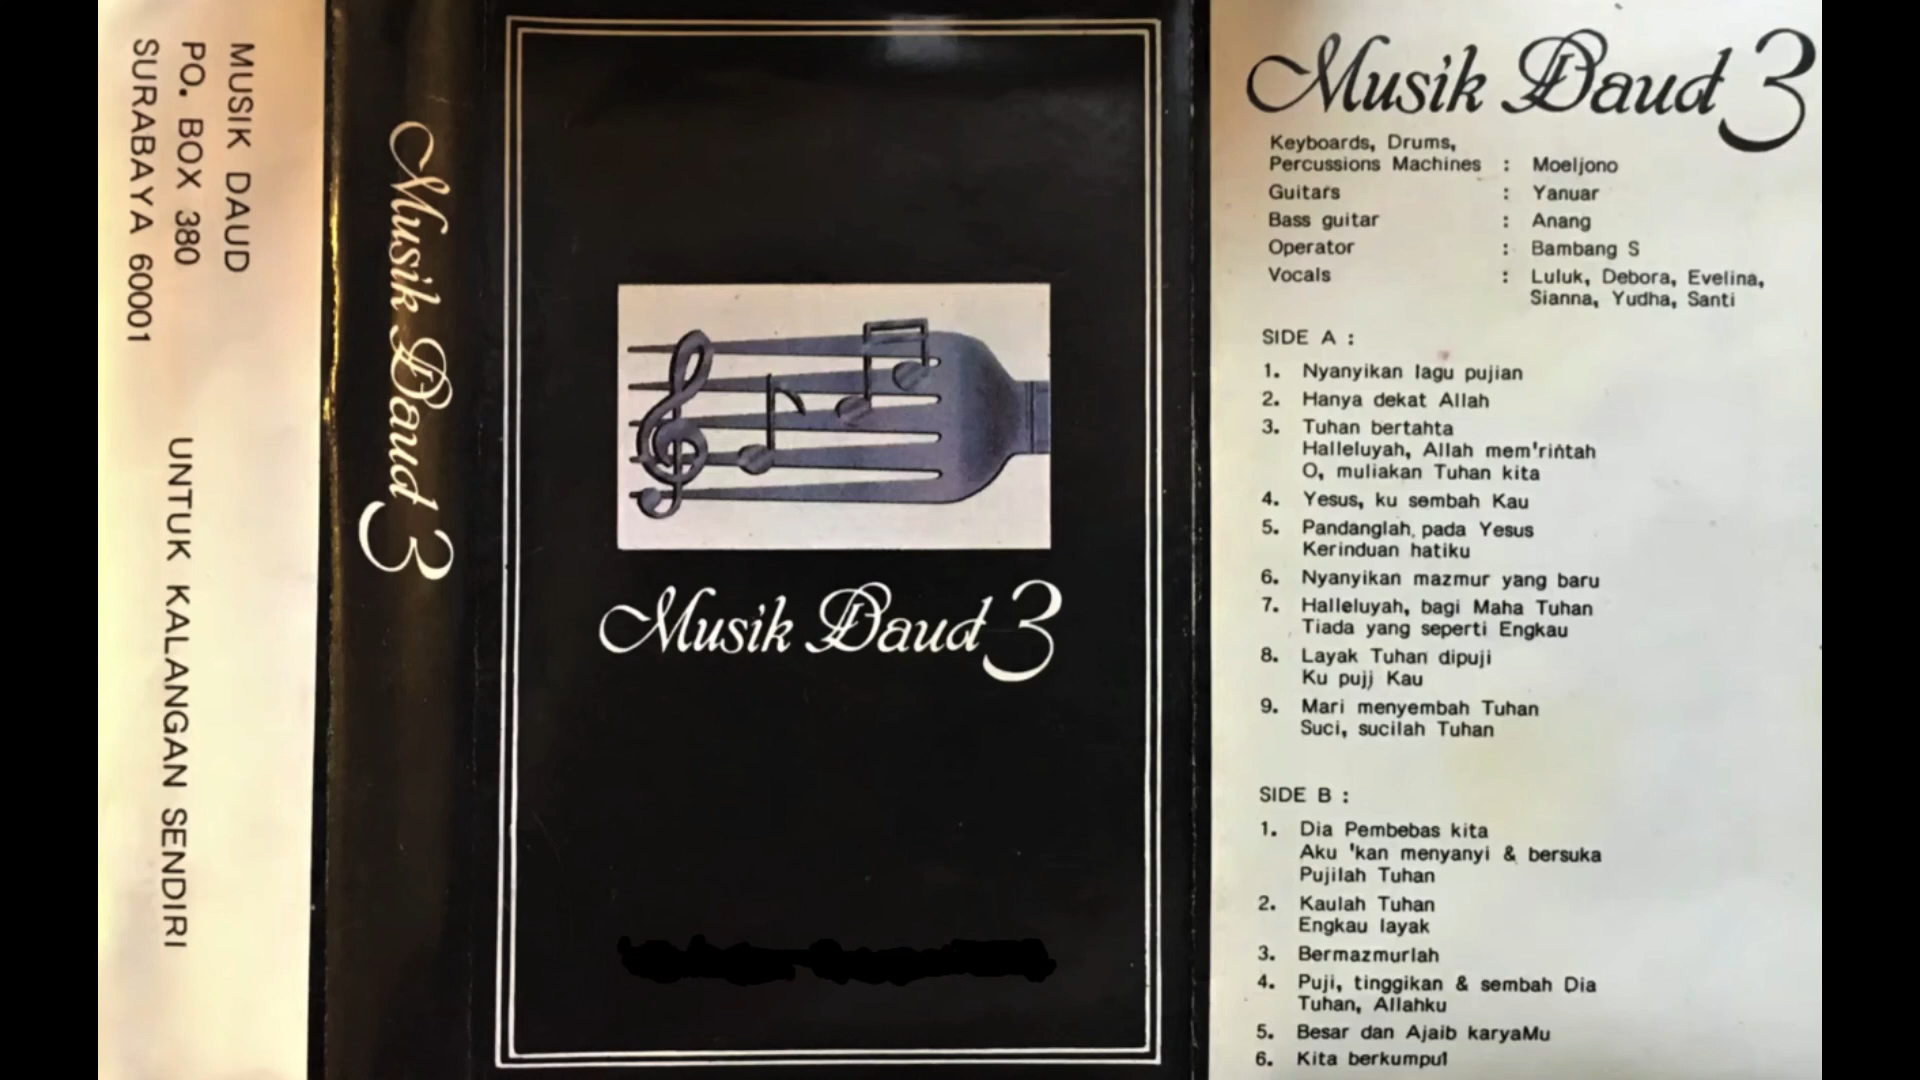 MUSIK DAUD
PO. BOX 380
SURABAYA 60001
UNTUK KALANGAN SENDIRI
Musik Daud 3
Musik Daud 3
Musik Daud 3
Keyboards, Drums,
Percussions Machines : Moeljono
Guitars : Yanuar
Bass guitar : Anang
Operator : Bambang S
Vocals : Luluk, Debora, Evelina,
Sianna, Yudha, Santi
SIDE A :
1. Nyanyikan lagu pujian
2. Hanya dekat Allah
3. Tuhan bertahta
Halleluyah, Allah mem'rintah
O, muliakan Tuhan kita
4. Yesus, ku sembah Kau
5. Pandanglah pada Yesus
Kerinduan hatiku
6. Nyanyikan mazmur yang baru
7. Halleluyah, bagi Maha Tuhan
Tiada yang seperti Engkau
8. Layak Tuhan dipuji
Ku pujj Kau
9. Mari menyembah Tuhan
Suci, sucilah Tuhan
SIDE B :
1. Dia Pembebas kita
Aku 'kan menyanyi & bersuka
Pujilah Tuhan
2. Kaulah Tuhan
Engkau layak
3. Bermazmurlah
4. Puji, tinggikan & sembah Dia
Tuhan, Allahku
5. Besar dan Ajaib karyaMu
6. Kita berkumpul